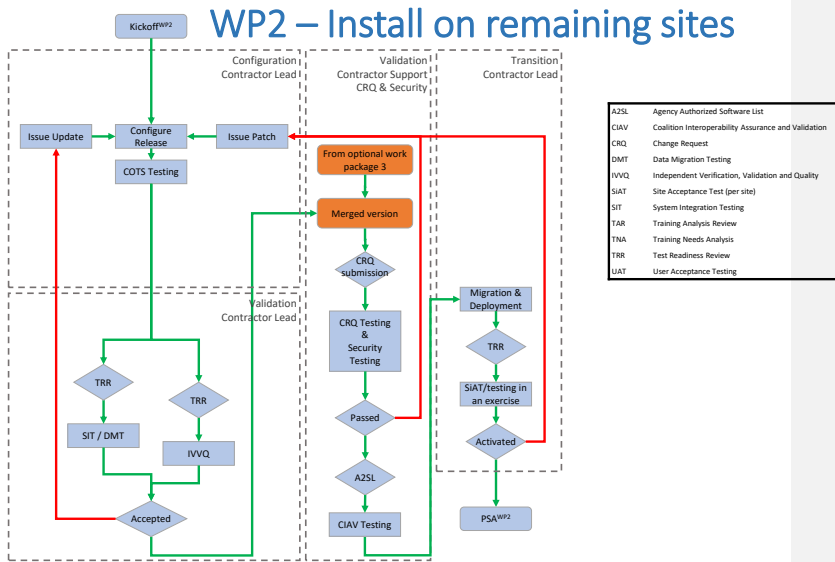 WP2 – Install on remaining sites
Kickoff WP2
Configuration
Contractor Lead
Validation
Contractor Support
CRQ & Security
Transition
Contractor Lead
Issue Update
Configure
Release
Issue Patch
COTS Testing
From optional work
package 3
Merged version
CRQ
submission
CRQ Testing
&
Security
Testing
Passed
A2SL
CIAV Testing
Migration &
Deployment
TRR
SiAT/testing in
an exercise
Activated
PSA WP2
Validation
Contractor Lead
TRR
TRR
SIT / DMT
IVVQ
Accepted
A2SL Agency Authorized Software List
CIAV Coalition Interoperability Assurance and Validation
CRQ Change Request
DMT Data Migration Testing
IVVQ Independent Verification, Validation and Quality
SiAT Site Acceptance Test (per site)
SIT System Integration Testing
TAR Training Analysis Review
TNA Training Needs Analysis
TRR Test Readiness Review
UAT User Acceptance Testing